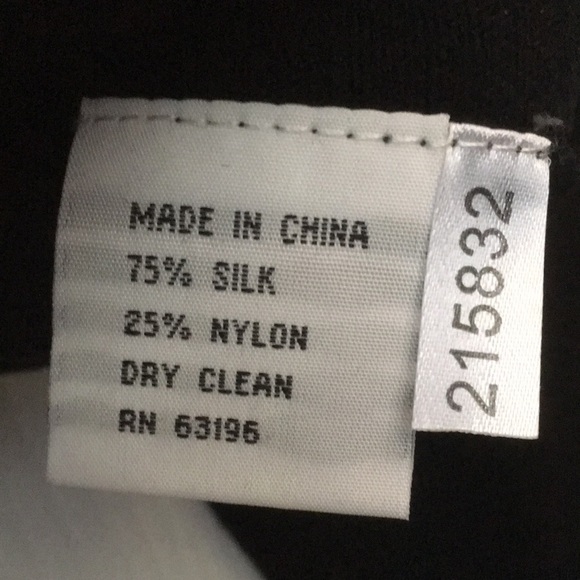 MADE IN CHINA
75% SILK
25% NYLON
DRY CLEAN
RN 63196
215832